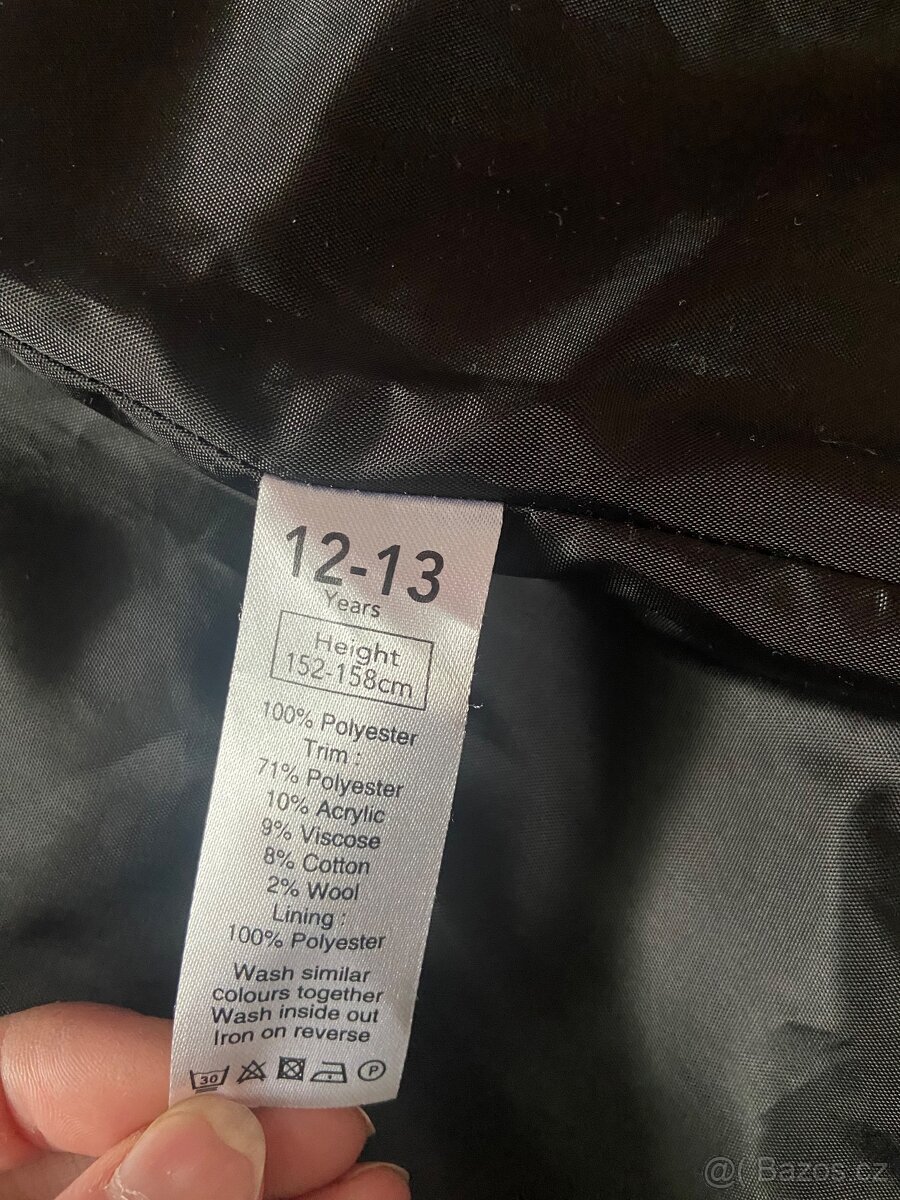 12-13
Years
Height
152-158cm
100% Polyester
Trim :
71% Polyester
10% Acrylic
9% Viscose
8% Cotton
2% Wool
Lining :
100% Polyester
Wash similar
colours together
Wash inside out
Iron on reverse
30 P
@( Bazos.cz